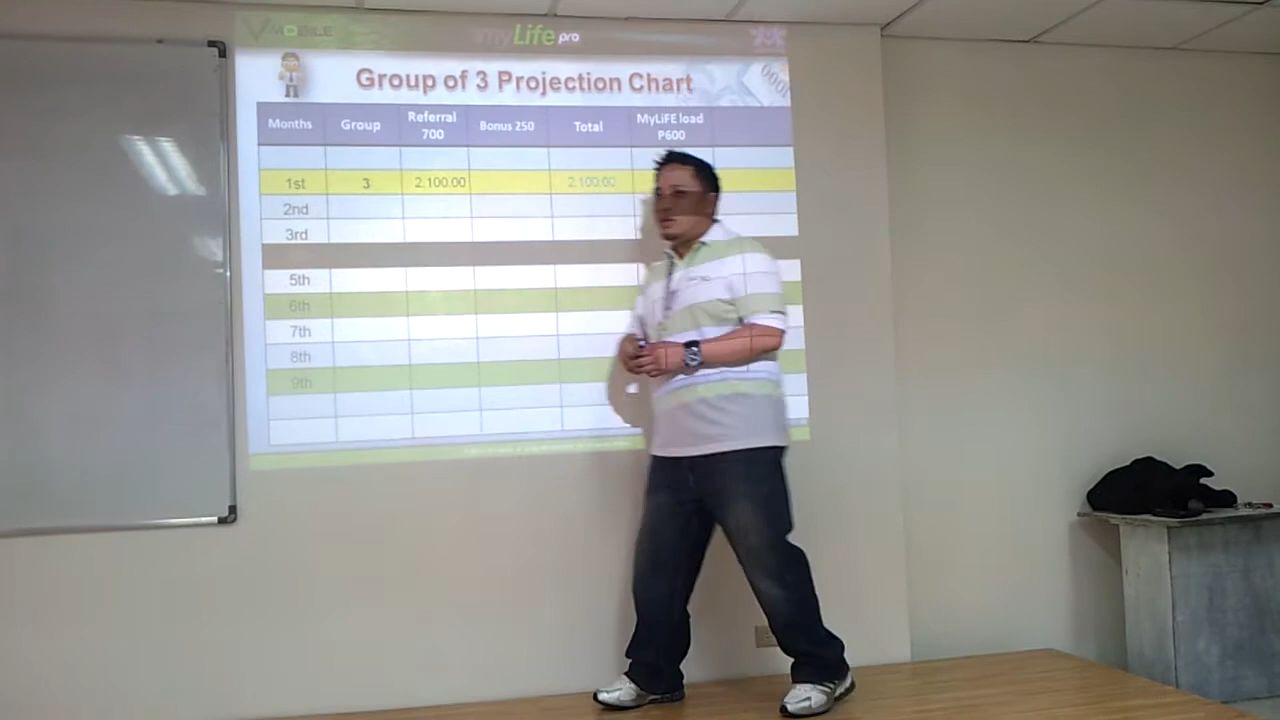 VMOBILE
myLife pro
Group of 3 Projection Chart
Months Group Referral 700 Bonus 250 Total MyLiFE load P600
1st 3 2,100.00 2,100.00
2nd
3rd
5th
6th
7th
8th
9th